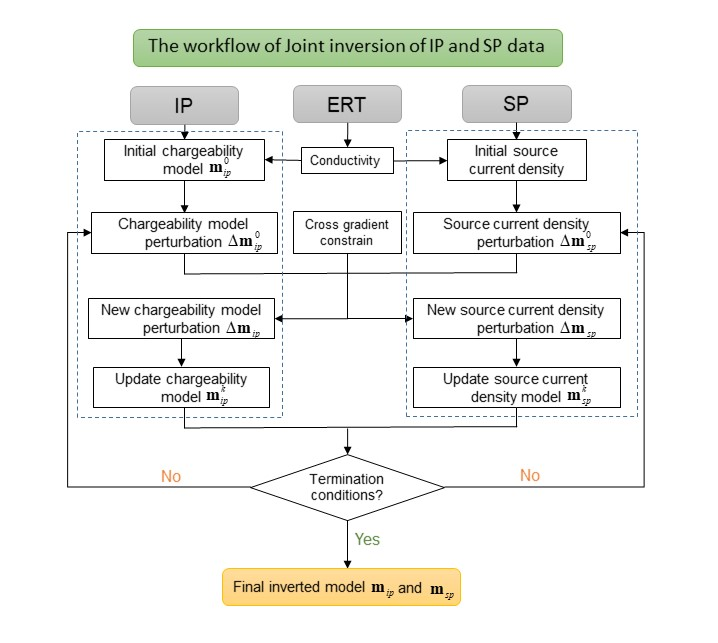 The workflow of Joint inversion of IP and SP data
IP
ERT
SP
Initial chargeability
model m⁰ᵢₚ
Conductivity
Initial source
current density
Chargeability model
perturbation Δm⁰ᵢₚ
Cross gradient
constrain
Source current density
perturbation Δm⁰ₛₚ
New chargeability model
perturbation Δmᵢₚ
New source current density
perturbation Δmₛₚ
Update chargeability
model mᵏᵢₚ
Update source current
density model mᵏₛₚ
No
Termination
conditions?
No
Yes
Final inverted model mᵢₚ and mₛₚ